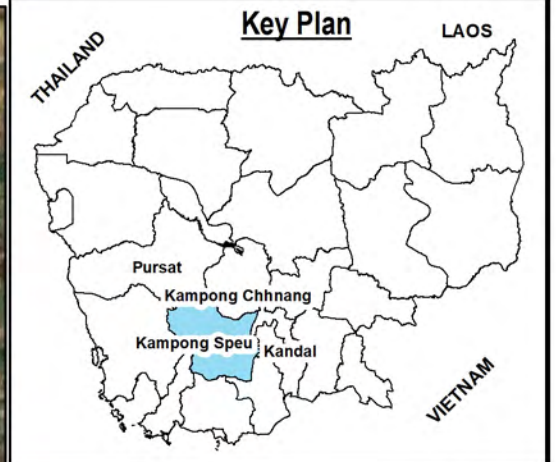 Key Plan
LAOS
THAILAND
Pursat
Kampong Chhnang
Kampong Speu
Kandal
VIETNAM